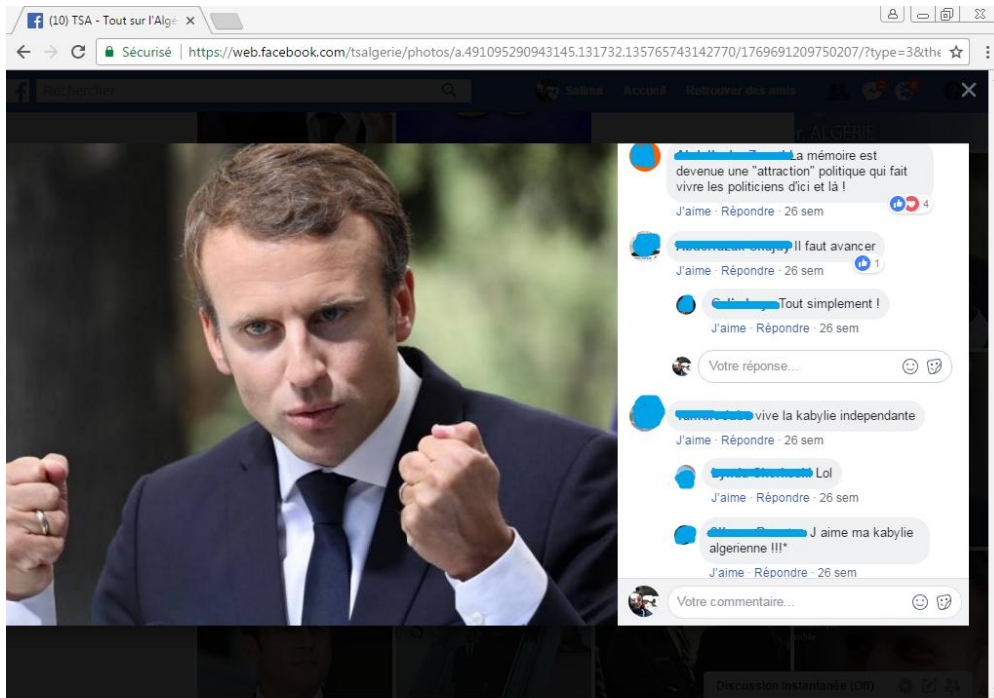 (10) TSA - Tout sur l'Algé
Sécurisé https://web.facebook.com/tsalgerie/photos/a.491095290943145.131732.135765743142770/1769691209750207/?type=3&the
Rechercher
Salima Accueil Retrouver des amis
r, ALGERIE
La mémoire est
devenue une "attraction" politique qui fait
vivre les politiciens d'ici et là !
J'aime · Répondre · 26 sem
4
Il faut avancer
J'aime · Répondre · 26 sem
1
Tout simplement !
J'aime · Répondre · 26 sem
Votre réponse...
vive la kabylie independante
J'aime · Répondre · 26 sem
Lol
J'aime · Répondre · 26 sem
J aime ma kabylie
algerienne !!!*
J'aime · Répondre · 26 sem
Votre commentaire...
Discussion instantanée (Off)